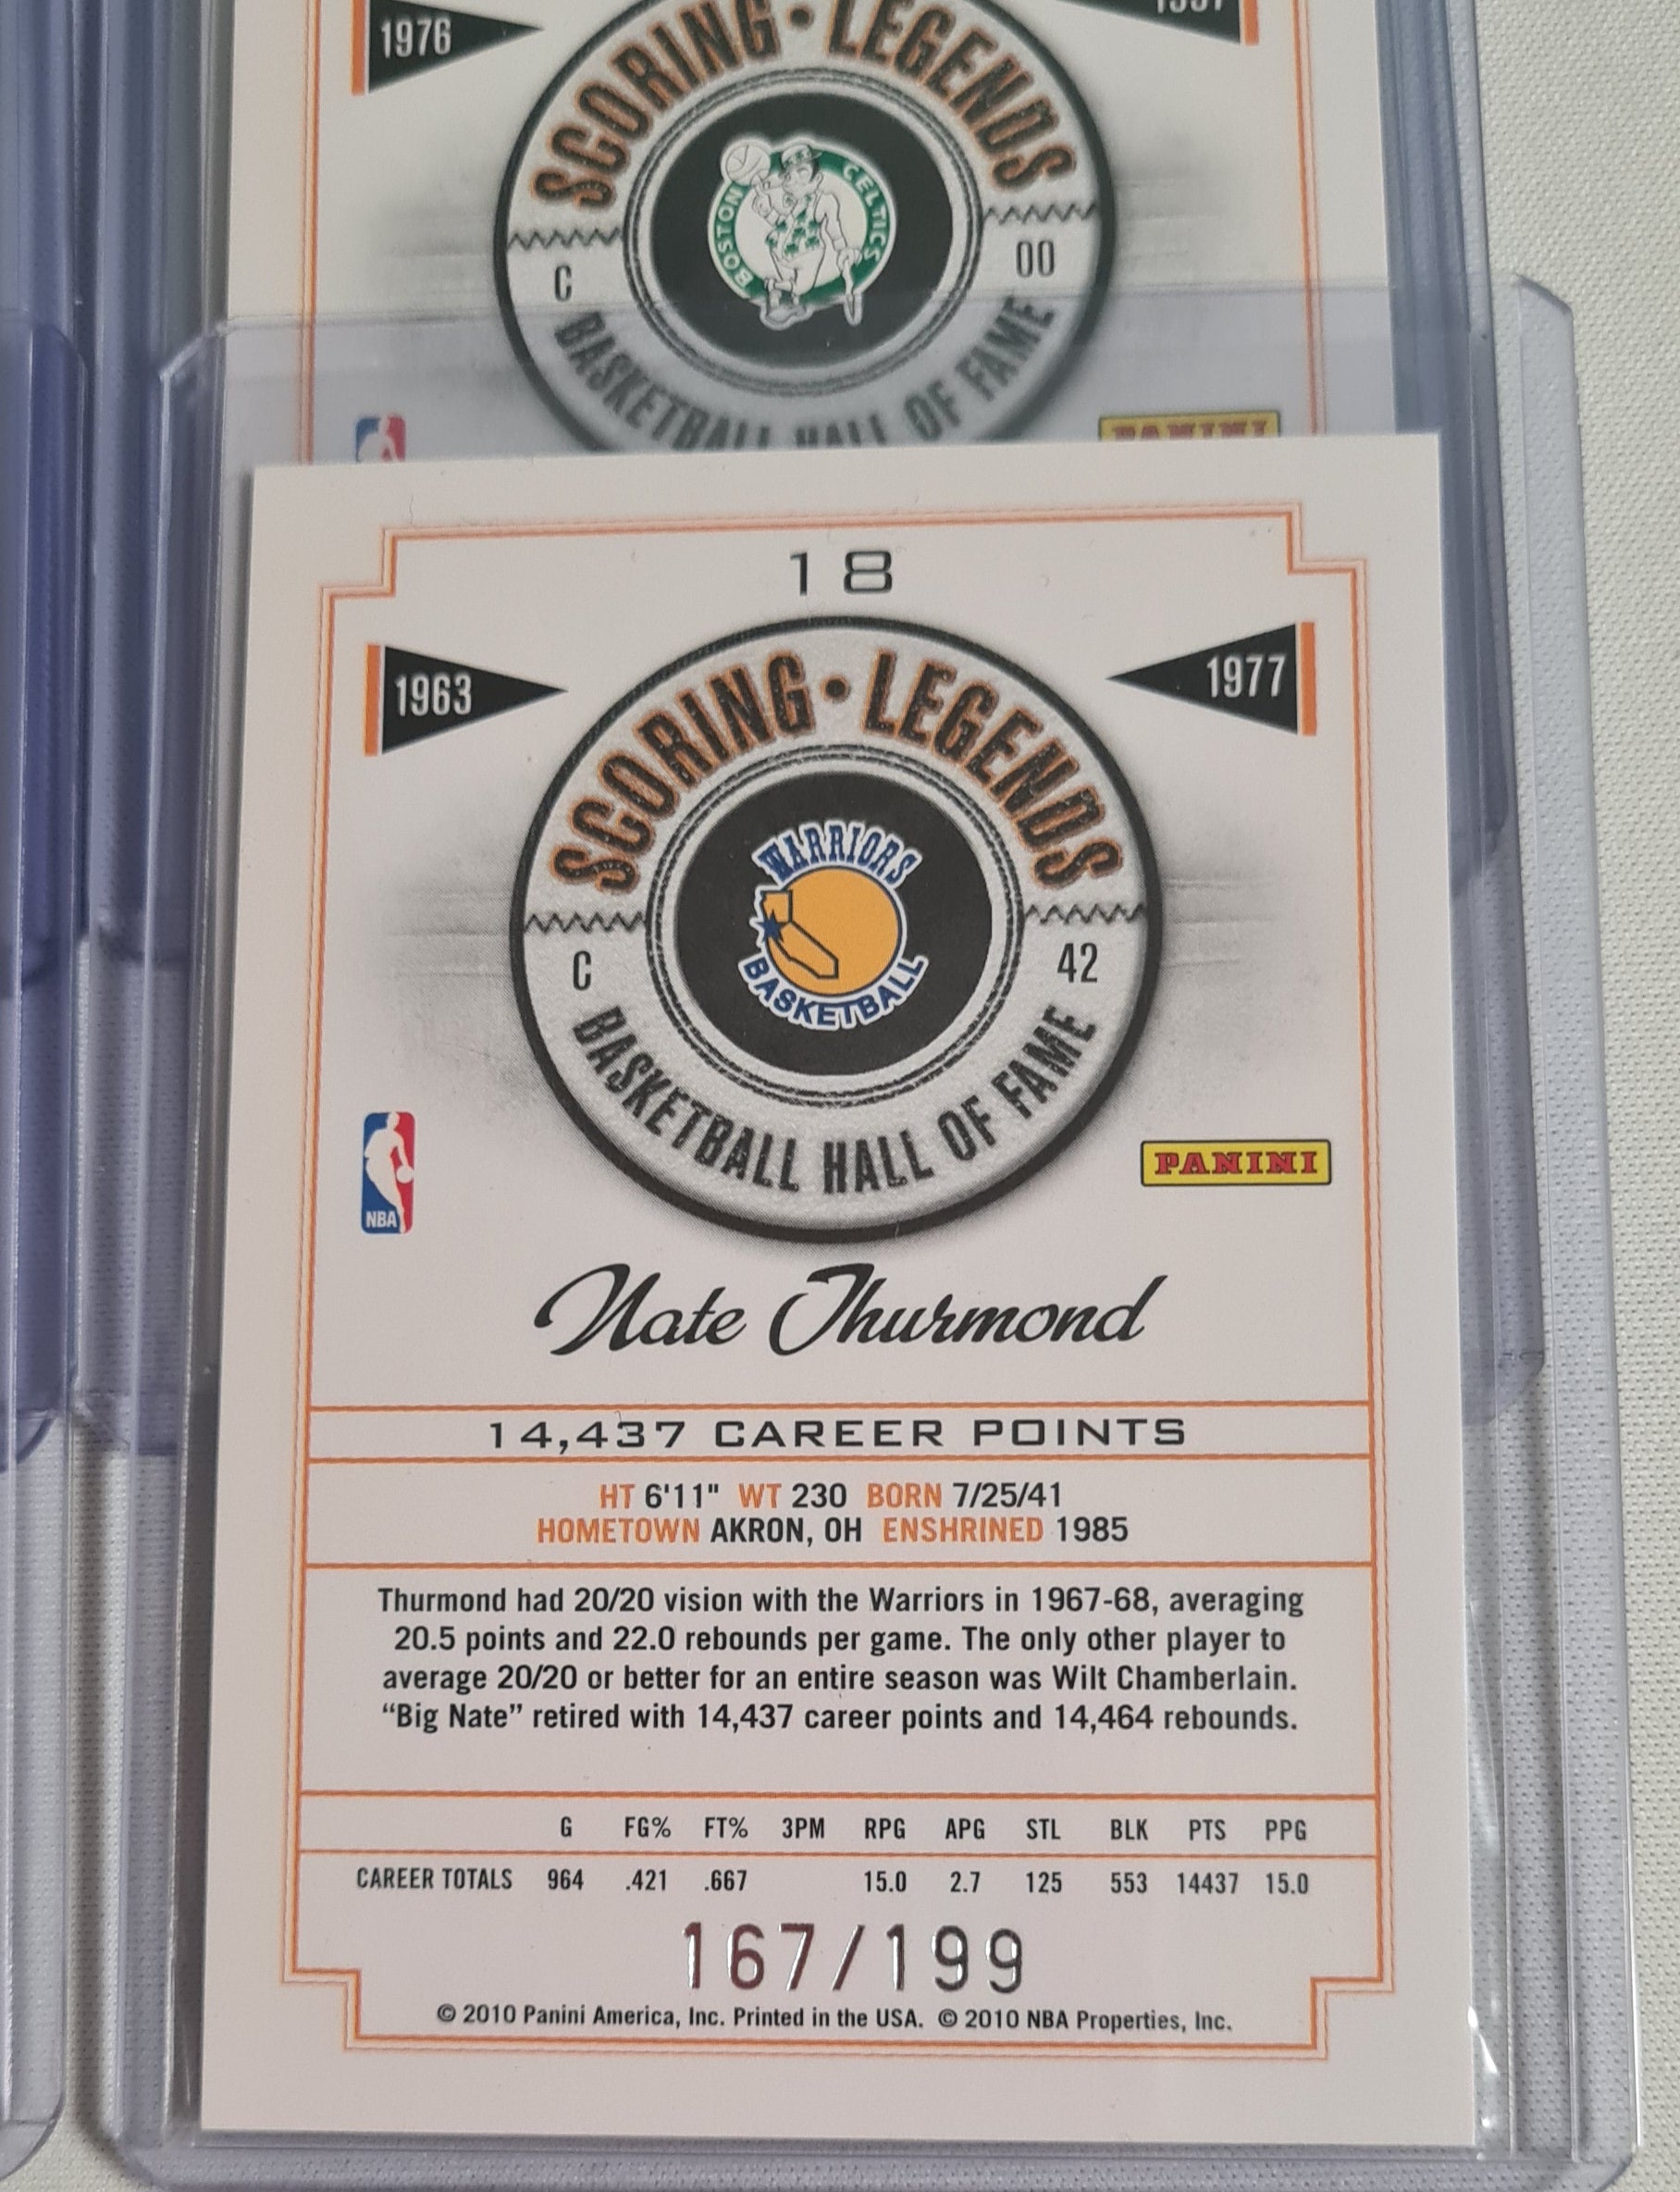 1976
SCORING · LEGENDS
BOSTON CELTICS
C 00
BASKETBALL HALL OF FAME
PANINI
18
1963 1977
SCORING · LEGENDS
WARRIORS
BASKETBALL
C 42
BASKETBALL HALL OF FAME
NBA
PANINI
Nate Thurmond
14,437 CAREER POINTS
HT 6'11" WT 230 BORN 7/25/41
HOMETOWN AKRON, OH ENSHRINED 1985
Thurmond had 20/20 vision with the Warriors in 1967-68, averaging
20.5 points and 22.0 rebounds per game. The only other player to
average 20/20 or better for an entire season was Wilt Chamberlain.
“Big Nate” retired with 14,437 career points and 14,464 rebounds.
G FG% FT% 3PM RPG APG STL BLK PTS PPG
CAREER TOTALS 964 .421 .667 15.0 2.7 125 553 14437 15.0
167/199
© 2010 Panini America, Inc. Printed in the USA. © 2010 NBA Properties, Inc.